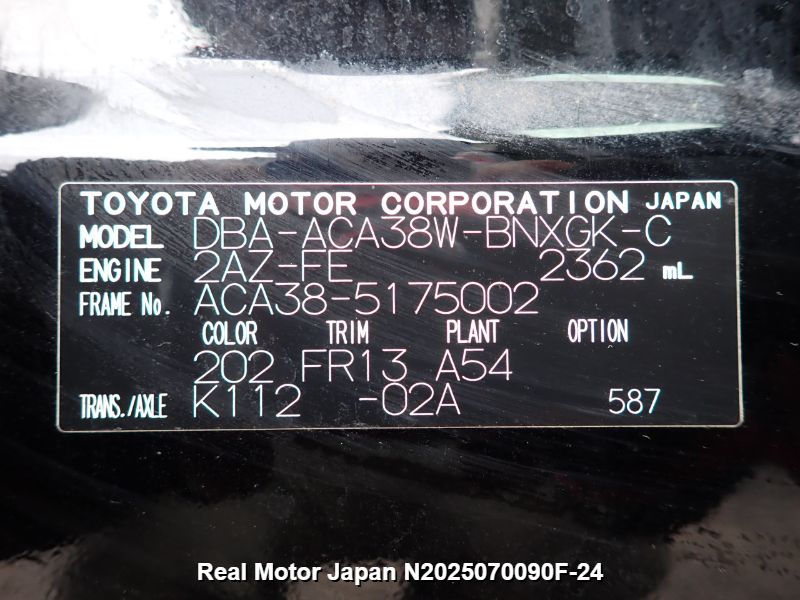 TOYOTA MOTOR CORPORATION JAPAN
MODEL DBA-ACA38W-BNXGK-C
ENGINE 2AZ-FE 2362 mL
FRAME No. ACA38-5175002
COLOR TRIM PLANT OPTION
202 FR13 A54
TRANS./AXLE K112 -02A 587
Real Motor Japan N2025070090F-24